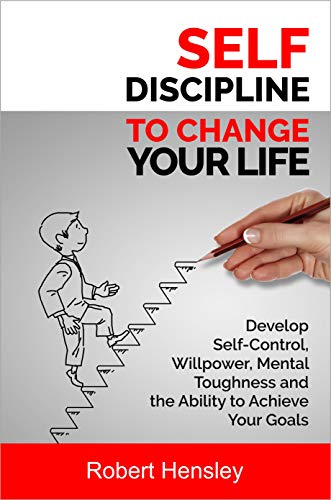 SELF
DISCIPLINE
TO CHANGE
YOUR LIFE
Develop
Self-Control,
Willpower, Mental
Toughness and
the Ability to Achieve
Your Goals
Robert Hensley